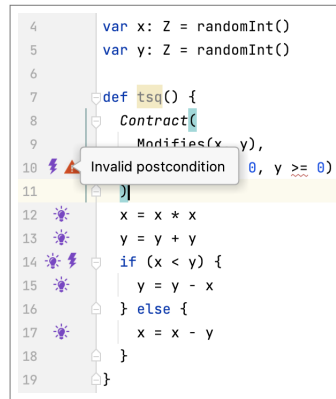 4 var x: Z = randomInt()
5 var y: Z = randomInt()
6
7 def tsq() {
8 Contract(
9 Modifies(x, y),
10 Invalid postcondition 0, y >= 0)
11 )
12 x = x * x
13 y = y + y
14 if (x < y) {
15 y = y - x
16 } else {
17 x = x - y
18 }
19 }